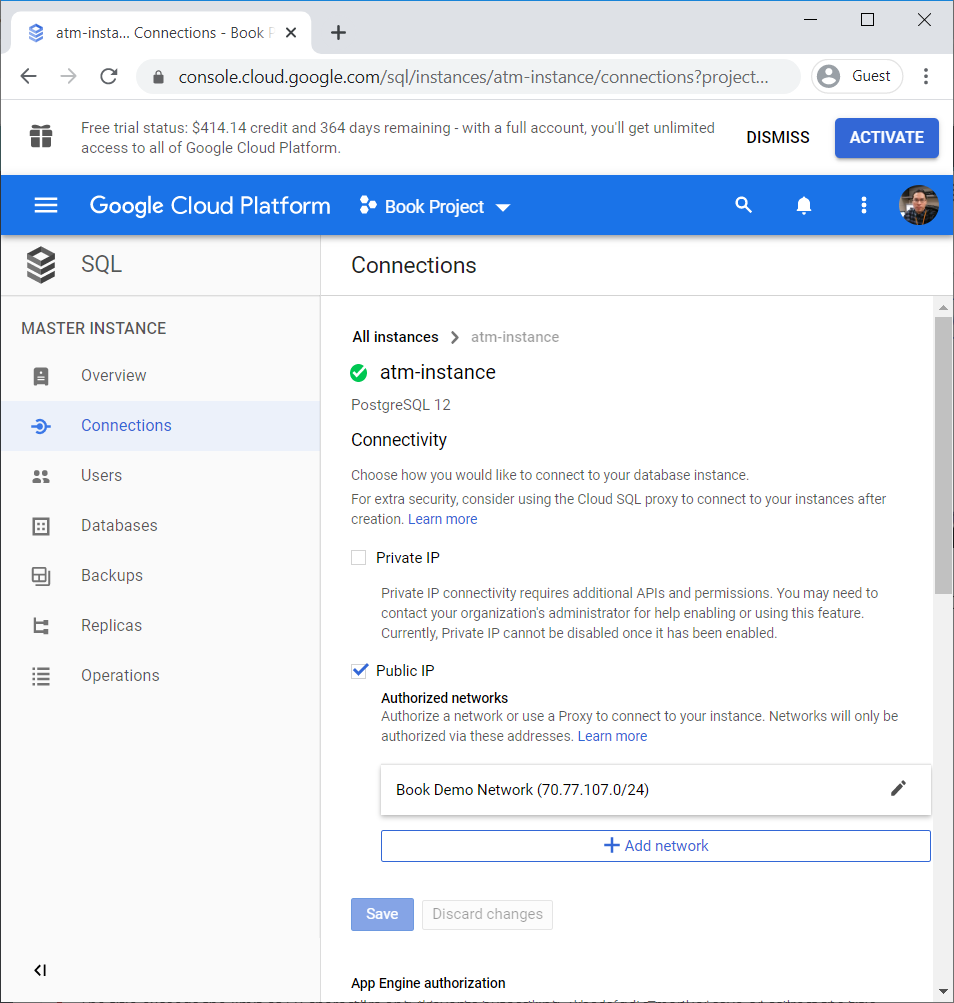 atm-insta... Connections - Book P
console.cloud.google.com/sql/instances/atm-instance/connections?project...
Guest
Free trial status: $414.14 credit and 364 days remaining - with a full account, you'll get unlimited
access to all of Google Cloud Platform.
DISMISS
ACTIVATE
Google Cloud Platform
Book Project
SQL
Connections
MASTER INSTANCE
Overview
Connections
Users
Databases
Backups
Replicas
Operations
All instances
atm-instance
atm-instance
PostgreSQL 12
Connectivity
Choose how you would like to connect to your database instance.
For extra security, consider using the Cloud SQL proxy to connect to your instances after
creation. Learn more
Private IP
Private IP connectivity requires additional APIs and permissions. You may need to
contact your organization's administrator for help enabling or using this feature.
Currently, Private IP cannot be disabled once it has been enabled.
Public IP
Authorized networks
Authorize a network or use a Proxy to connect to your instance. Networks will only be
authorized via these addresses. Learn more
Book Demo Network (70.77.107.0/24)
Add network
Save
Discard changes
App Engine authorization